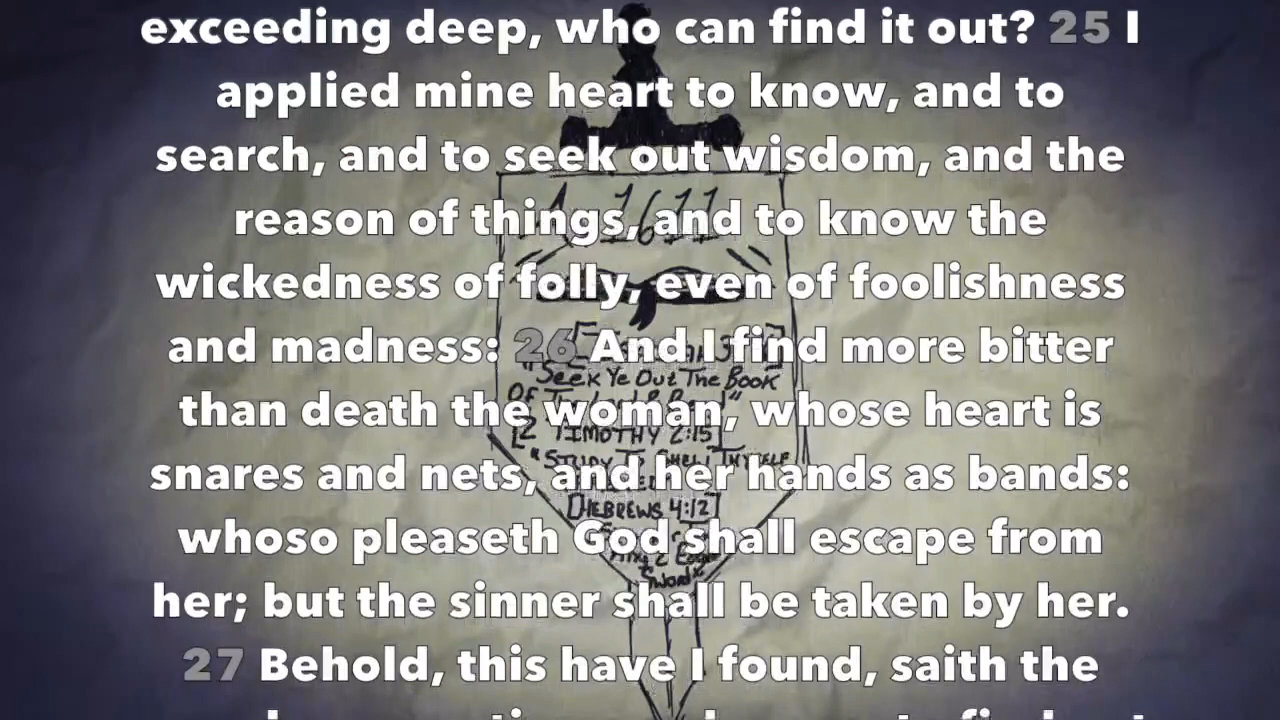 exceeding deep, who can find it out? 25 I
applied mine heart to know, and to
search, and to seek out wisdom, and the
reason of things, and to know the
wickedness of folly, even of foolishness
and madness: 26 And I find more bitter
than death the woman, whose heart is
snares and nets, and her hands as bands:
whoso pleaseth God shall escape from
her; but the sinner shall be taken by her.
27 Behold, this have I found, saith the
1611
"Seek Ye Out The Book
Of The
[2 TIMOTHY 2:15]
"STUDY THYSELF
[HEBREWS 4:12]
Sword"